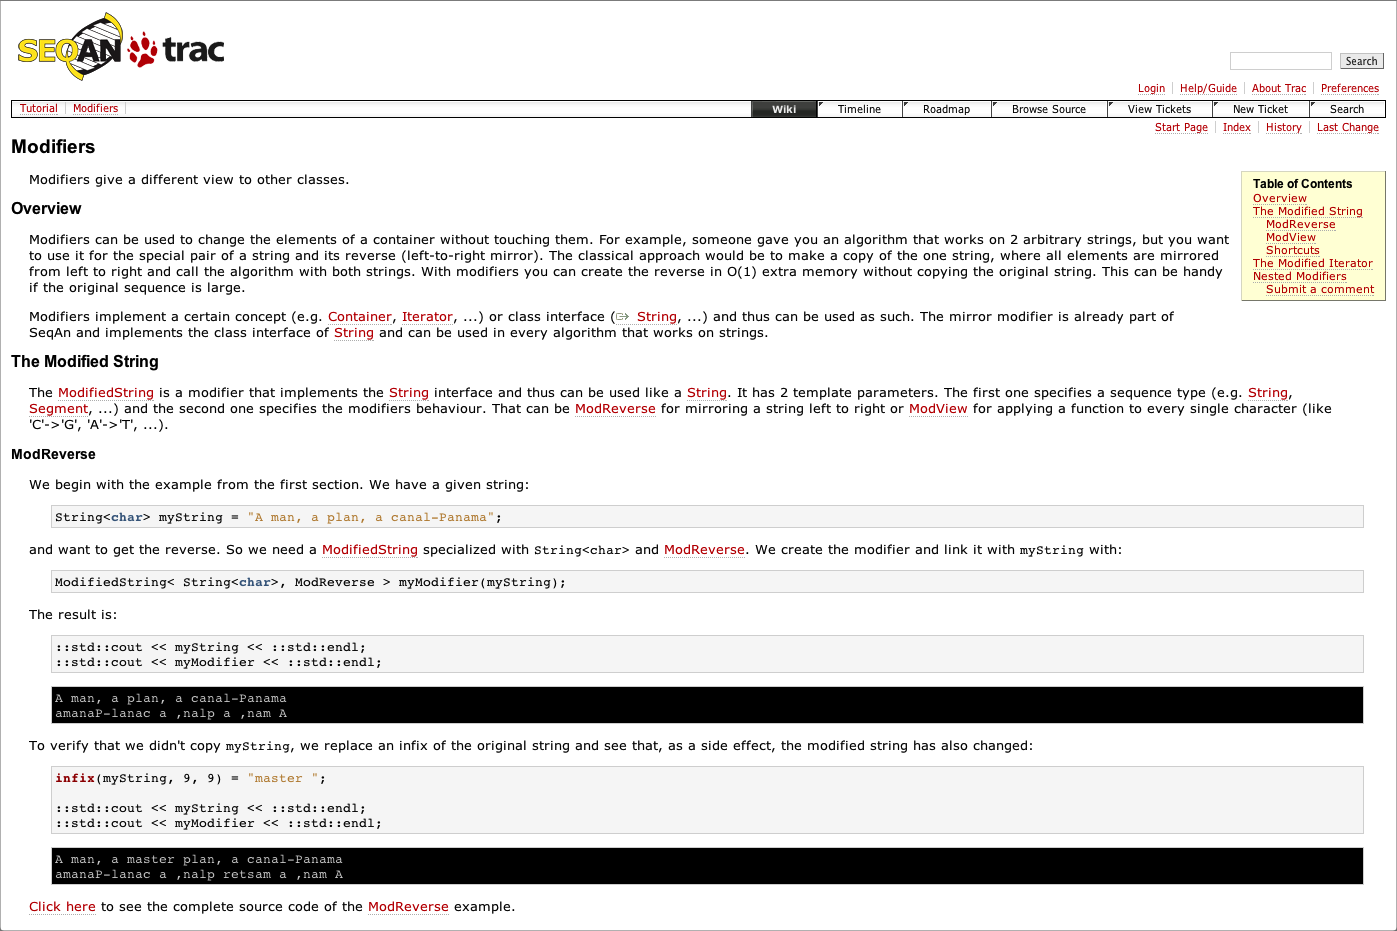 SEQAN trac
Search
Login Help/Guide About Trac Preferences
Tutorial Modifiers Wiki Timeline Roadmap Browse Source View Tickets New Ticket Search
Start Page Index History Last Change
Modifiers
Modifiers give a different view to other classes.
Table of Contents
Overview
The Modified String
ModReverse
ModView
Shortcuts
The Modified Iterator
Nested Modifiers
Submit a comment
Overview
Modifiers can be used to change the elements of a container without touching them. For example, someone gave you an algorithm that works on 2 arbitrary strings, but you want
to use it for the special pair of a string and its reverse (left-to-right mirror). The classical approach would be to make a copy of the one string, where all elements are mirrored
from left to right and call the algorithm with both strings. With modifiers you can create the reverse in O(1) extra memory without copying the original string. This can be handy
if the original sequence is large.
Modifiers implement a certain concept (e.g. Container, Iterator, ...) or class interface (String, ...) and thus can be used as such. The mirror modifier is already part of
SeqAn and implements the class interface of String and can be used in every algorithm that works on strings.
The Modified String
The ModifiedString is a modifier that implements the String interface and thus can be used like a String. It has 2 template parameters. The first one specifies a sequence type (e.g. String,
Segment, ...) and the second one specifies the modifiers behaviour. That can be ModReverse for mirroring a string left to right or ModView for applying a function to every single character (like
'C'->'G', 'A'->'T', ...).
ModReverse
We begin with the example from the first section. We have a given string:
String<char> myString = "A man, a plan, a canal-Panama";
and want to get the reverse. So we need a ModifiedString specialized with String<char> and ModReverse. We create the modifier and link it with myString with:
ModifiedString< String<char>, ModReverse > myModifier(myString);
The result is:
::std::cout << myString << ::std::endl;
::std::cout << myModifier << ::std::endl;
A man, a plan, a canal-Panama
amanaP-lanac a ,nalp a ,nam A
To verify that we didn't copy myString, we replace an infix of the original string and see that, as a side effect, the modified string has also changed:
infix(myString, 9, 9) = "master ";
::std::cout << myString << ::std::endl;
::std::cout << myModifier << ::std::endl;
A man, a master plan, a canal-Panama
amanaP-lanac a ,nalp retsam a ,nam A
Click here to see the complete source code of the ModReverse example.